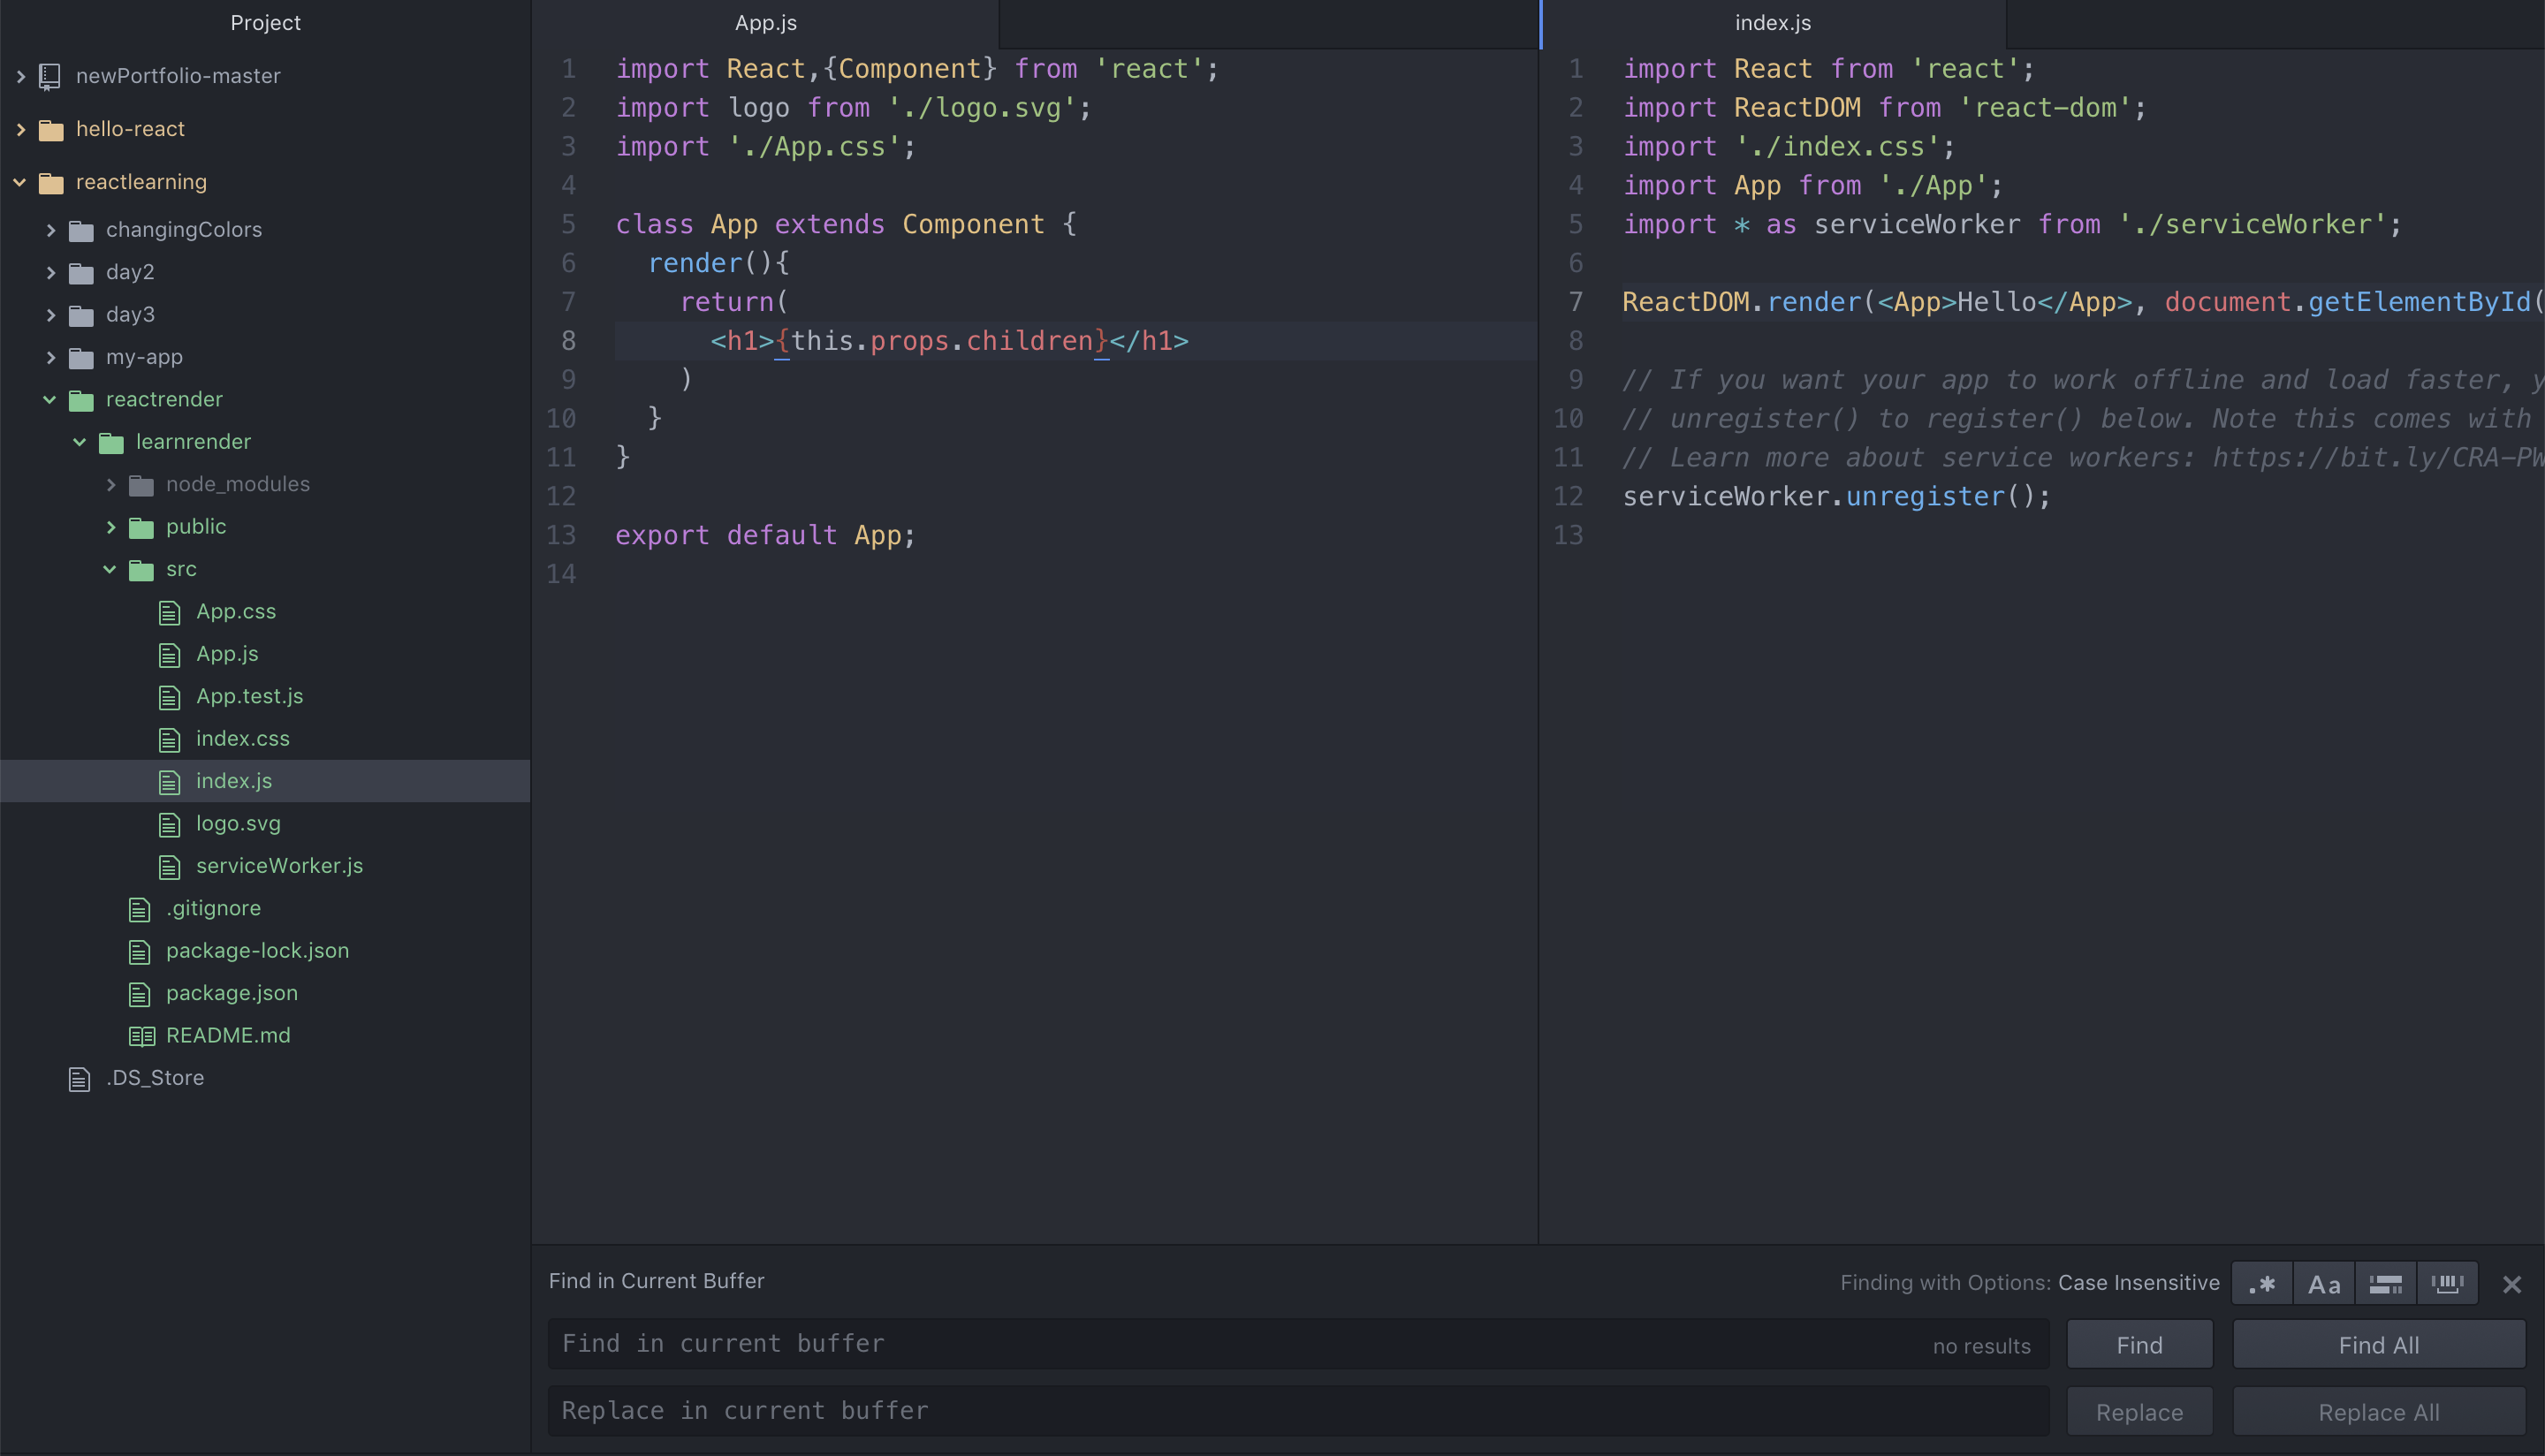 Project
newPortfolio-master
hello-react
reactlearning
changingColors
day2
day3
my-app
reactrender
learnrender
node_modules
public
src
App.css
App.js
App.test.js
index.css
index.js
logo.svg
serviceWorker.js
.gitignore
package-lock.json
package.json
README.md
.DS_Store
App.js
1 import React,{Component} from 'react';
2 import logo from './logo.svg';
3 import './App.css';
4
5 class App extends Component {
6 render(){
7 return(
8 <h1>{this.props.children}</h1>
9 )
10 }
11 }
12
13 export default App;
14
index.js
1 import React from 'react';
2 import ReactDOM from 'react-dom';
3 import './index.css';
4 import App from './App';
5 import * as serviceWorker from './serviceWorker';
6
7 ReactDOM.render(<App>Hello</App>, document.getElementById(
8
9 // If you want your app to work offline and load faster, y
10 // unregister() to register() below. Note this comes with
11 // Learn more about service workers: https://bit.ly/CRA-PW
12 serviceWorker.unregister();
13
Find in Current Buffer
Finding with Options: Case Insensitive
.* Aa
Find in current buffer
no results
Find
Find All
Replace in current buffer
Replace
Replace All